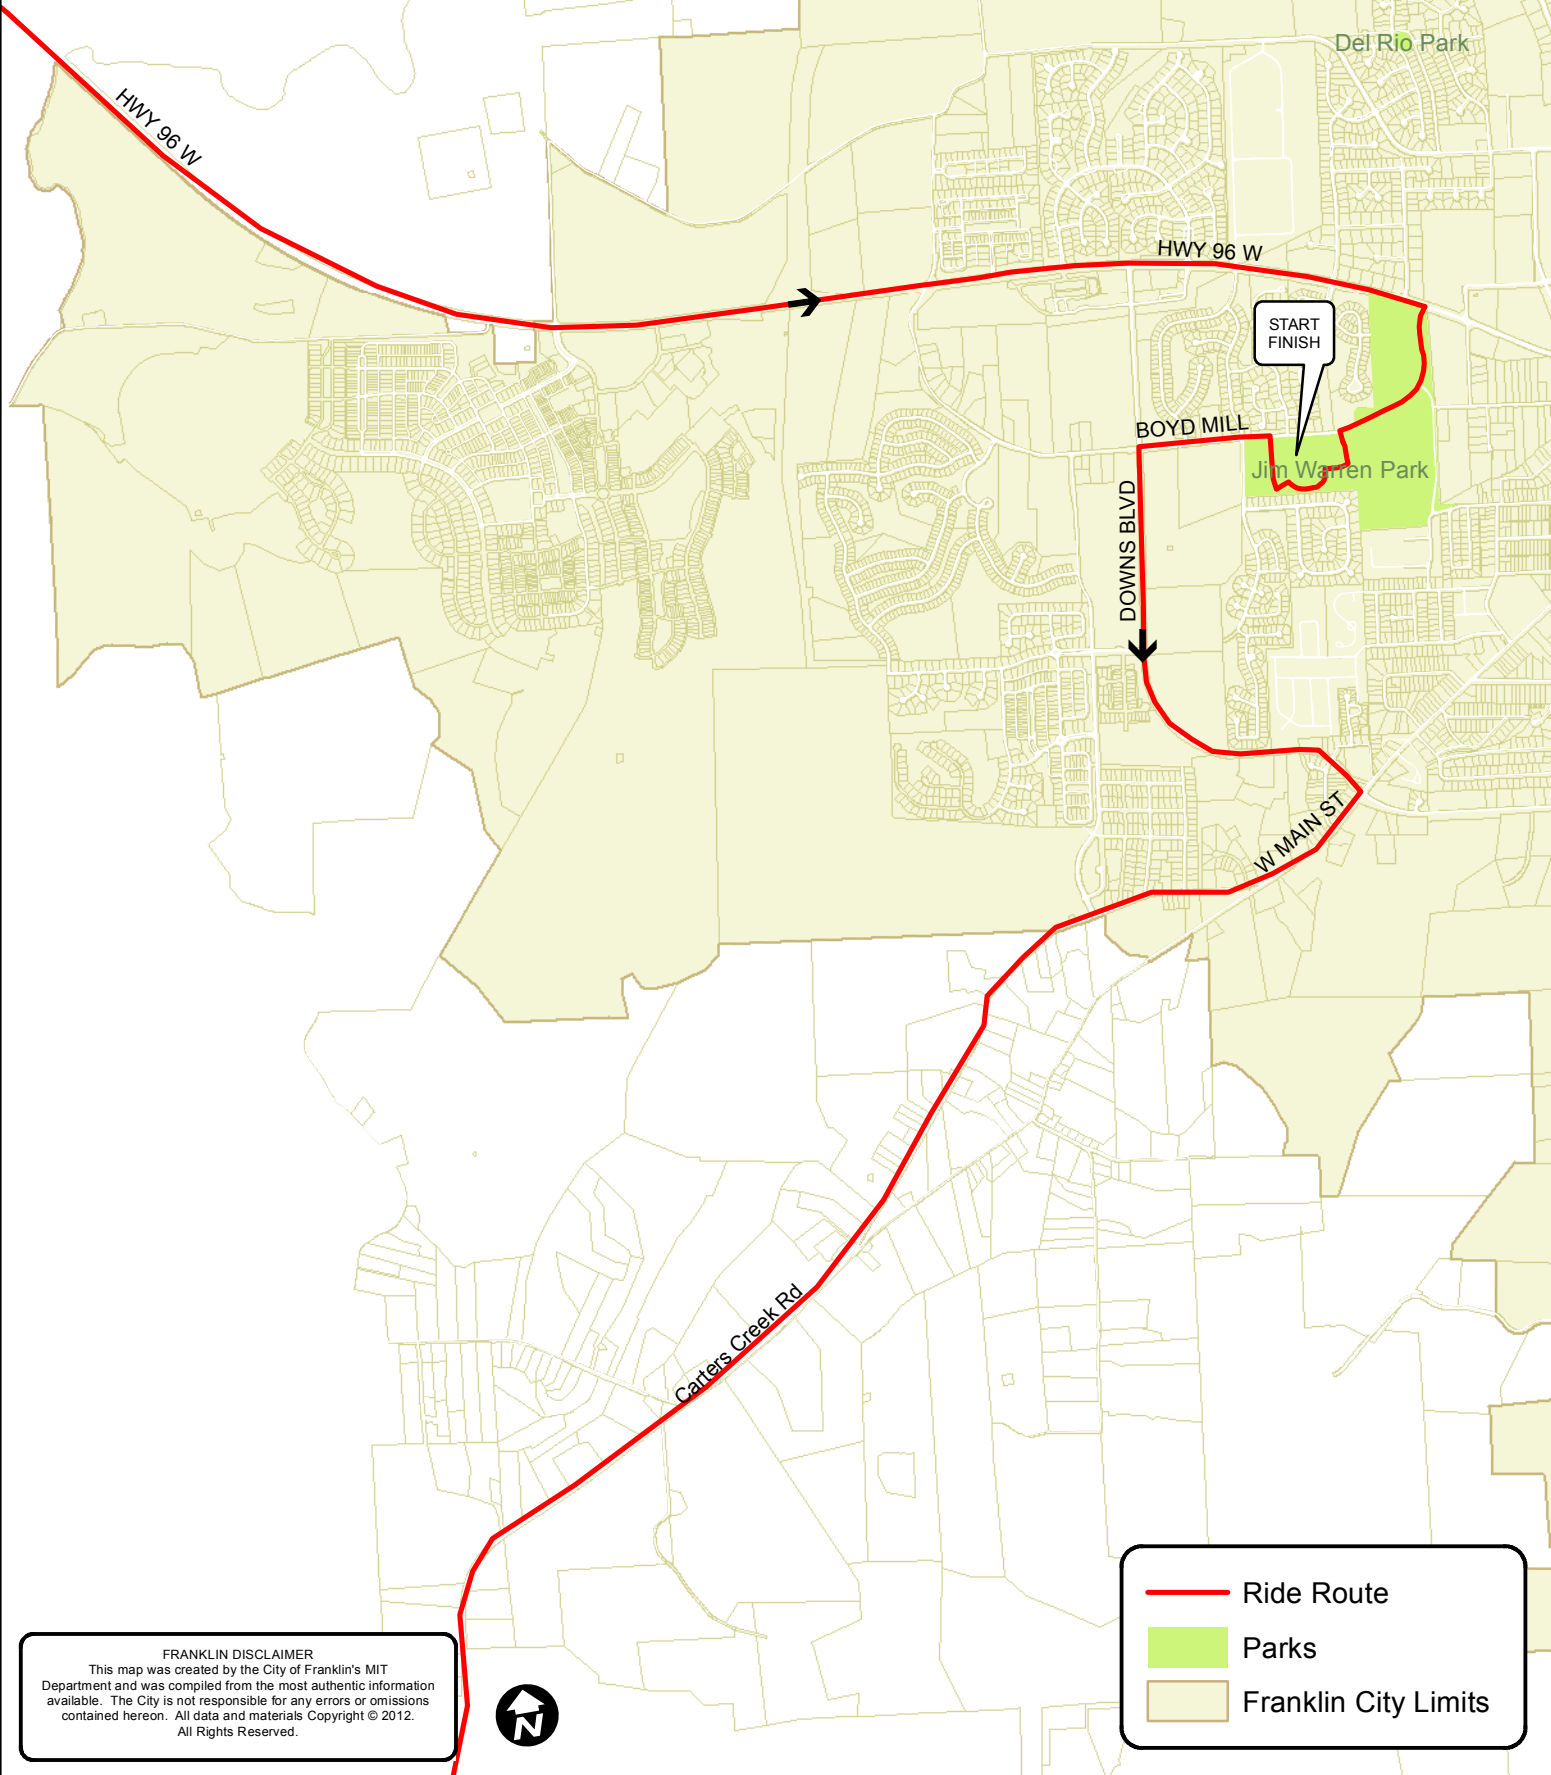 Del Rio Park
HWY 96 W
HWY 96 W
START
FINISH
BOYD MILL
Jim Warren Park
DOWNS BLVD
W MAIN ST
Carters Creek Rd
Ride Route
Parks
Franklin City Limits
FRANKLIN DISCLAIMER
This map was created by the City of Franklin's MIT
Department and was compiled from the most authentic information
available. The City is not responsible for any errors or omissions
contained hereon. All data and materials Copyright © 2012.
All Rights Reserved.
N